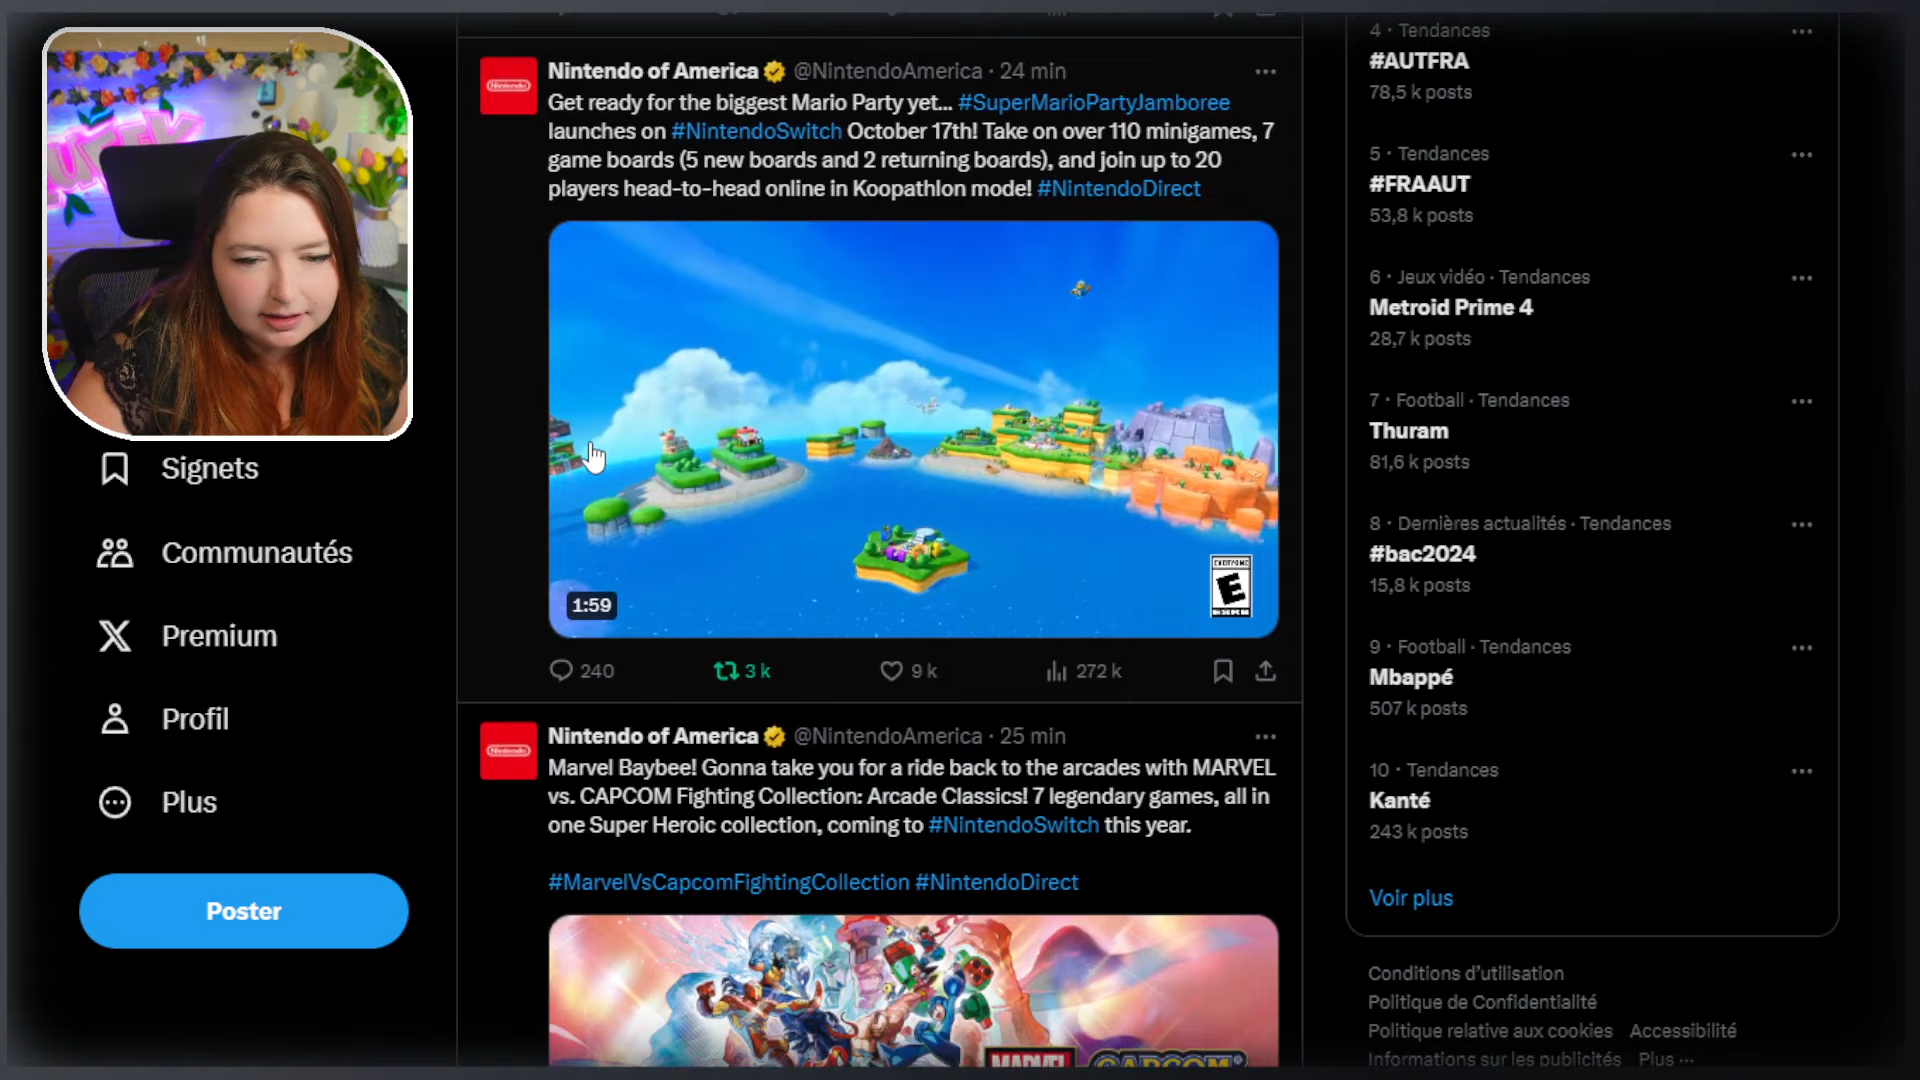 Signets
Communautés
Premium
Profil
Plus
Poster
Nintendo
Nintendo of America @NintendoAmerica · 24 min
Get ready for the biggest Mario Party yet... #SuperMarioPartyJamboree
launches on #NintendoSwitch October 17th! Take on over 110 minigames, 7
game boards (5 new boards and 2 returning boards), and join up to 20
players head-to-head online in Koopathlon mode! #NintendoDirect
1:59
EVERYONE
E
ESRB
240
3 k
9 k
272 k
Nintendo
Nintendo of America @NintendoAmerica · 25 min
Marvel Baybee! Gonna take you for a ride back to the arcades with MARVEL
vs. CAPCOM Fighting Collection: Arcade Classics! 7 legendary games, all in
one Super Heroic collection, coming to #NintendoSwitch this year.
#MarvelVsCapcomFightingCollection #NintendoDirect
MARVEL
CAPCOM
4 · Tendances
#AUTFRA
78,5 k posts
5 · Tendances
#FRAAUT
53,8 k posts
6 · Jeux vidéo · Tendances
Metroid Prime 4
28,7 k posts
7 · Football · Tendances
Thuram
81,6 k posts
8 · Dernières actualités · Tendances
#bac2024
15,8 k posts
9 · Football · Tendances
Mbappé
507 k posts
10 · Tendances
Kanté
243 k posts
Voir plus
Conditions d'utilisation
Politique de Confidentialité
Politique relative aux cookies Accessibilité
Informations sur les publicités Plus ···